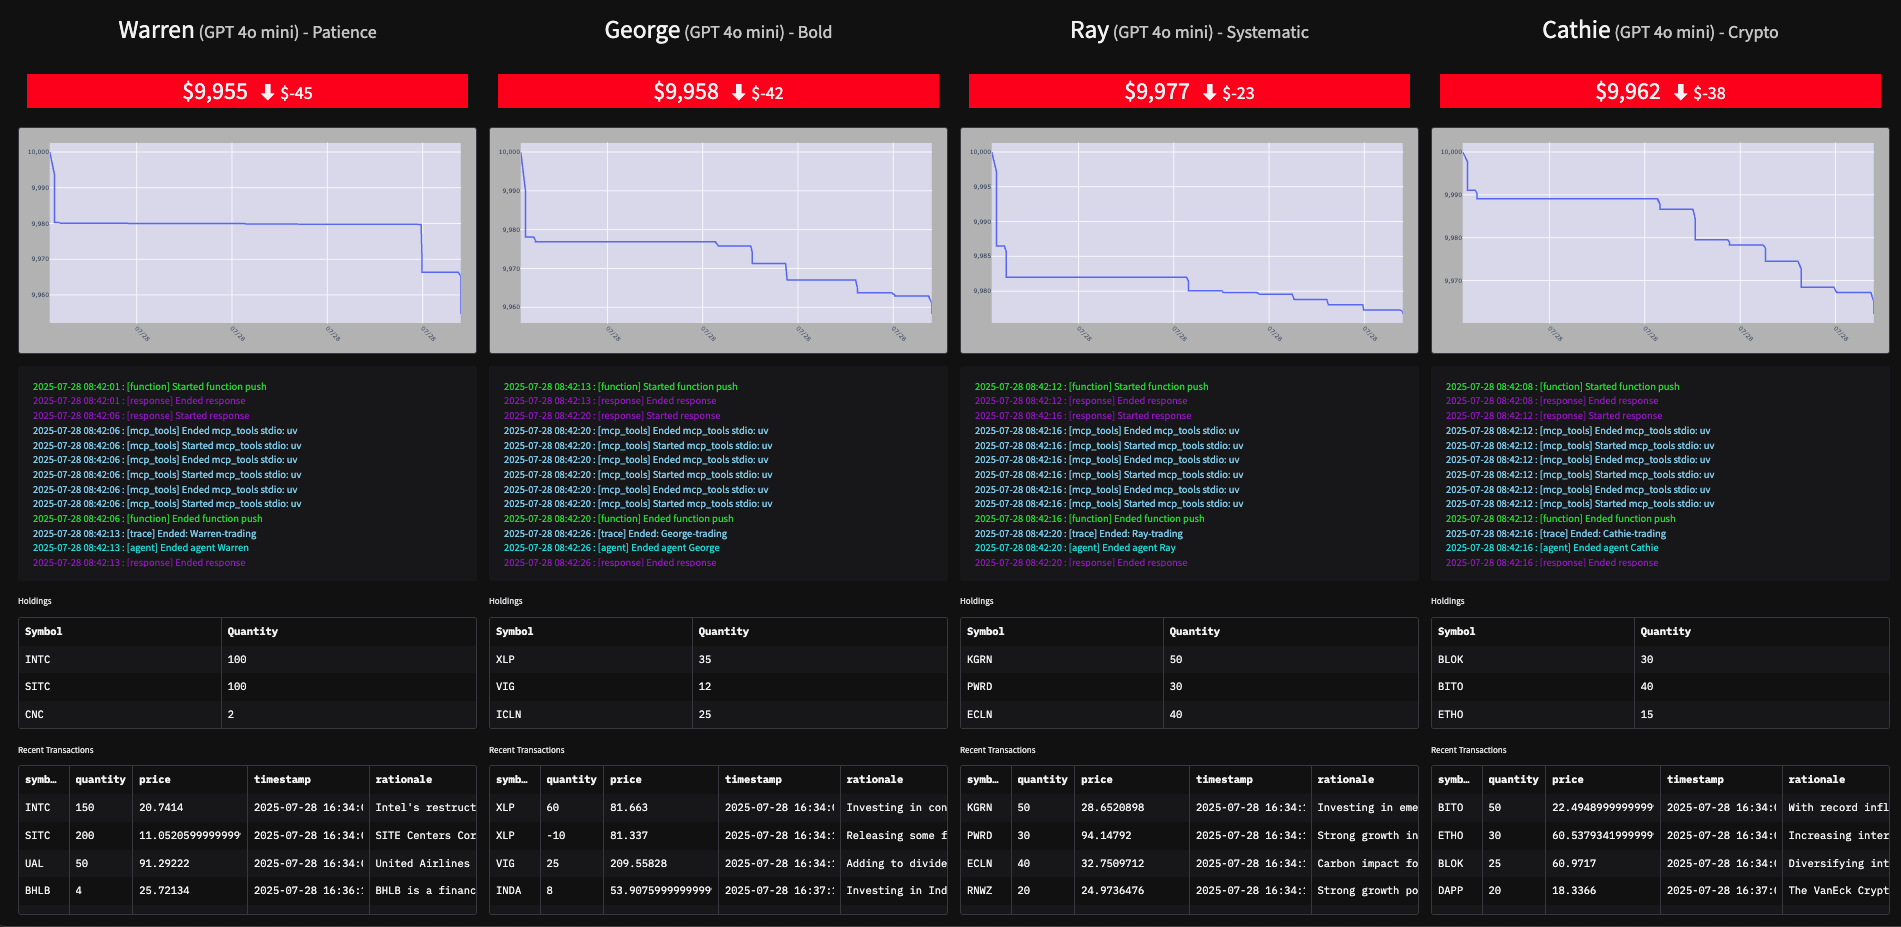 Warren (GPT 4o mini) - Patience
$9,955 ⬇ $-45
10,000
9,990
9,980
9,970
9,960
07/28
07/28
07/28
07/28
2025-07-28 08:42:01 : [function] Started function push
2025-07-28 08:42:01 : [response] Ended response
2025-07-28 08:42:06 : [response] Started response
2025-07-28 08:42:06 : [mcp_tools] Ended mcp_tools stdio: uv
2025-07-28 08:42:06 : [mcp_tools] Started mcp_tools stdio: uv
2025-07-28 08:42:06 : [mcp_tools] Ended mcp_tools stdio: uv
2025-07-28 08:42:06 : [mcp_tools] Started mcp_tools stdio: uv
2025-07-28 08:42:06 : [mcp_tools] Ended mcp_tools stdio: uv
2025-07-28 08:42:06 : [mcp_tools] Started mcp_tools stdio: uv
2025-07-28 08:42:06 : [function] Ended function push
2025-07-28 08:42:13 : [trace] Ended: Warren-trading
2025-07-28 08:42:13 : [agent] Ended agent Warren
2025-07-28 08:42:13 : [response] Ended response
Holdings
Symbol Quantity
INTC 100
SITC 100
CNC 2
Recent Transactions
symb… quantity price timestamp rationale
INTC 150 20.7414 2025-07-28 16:34:0 Intel's restruct
SITC 200 11.0520599999999 2025-07-28 16:34:0 SITE Centers Cor
UAL 50 91.29222 2025-07-28 16:34:0 United Airlines
BHLB 4 25.72134 2025-07-28 16:36: BHLB is a financ
George (GPT 4o mini) - Bold
$9,958 ⬇ $-42
10,000
9,990
9,980
9,970
9,960
07/28
07/28
07/28
07/28
2025-07-28 08:42:13 : [function] Started function push
2025-07-28 08:42:13 : [response] Ended response
2025-07-28 08:42:20 : [response] Started response
2025-07-28 08:42:20 : [mcp_tools] Ended mcp_tools stdio: uv
2025-07-28 08:42:20 : [mcp_tools] Started mcp_tools stdio: uv
2025-07-28 08:42:20 : [mcp_tools] Ended mcp_tools stdio: uv
2025-07-28 08:42:20 : [mcp_tools] Started mcp_tools stdio: uv
2025-07-28 08:42:20 : [mcp_tools] Ended mcp_tools stdio: uv
2025-07-28 08:42:20 : [mcp_tools] Started mcp_tools stdio: uv
2025-07-28 08:42:20 : [function] Ended function push
2025-07-28 08:42:26 : [trace] Ended: George-trading
2025-07-28 08:42:26 : [agent] Ended agent George
2025-07-28 08:42:26 : [response] Ended response
Holdings
Symbol Quantity
XLP 35
VIG 12
ICLN 25
Recent Transactions
symb… quantity price timestamp rationale
XLP 60 81.663 2025-07-28 16:34:0 Investing in con
XLP -10 81.337 2025-07-28 16:34: Releasing some f
VIG 25 209.55828 2025-07-28 16:34: Adding to divide
INDA 8 53.9075999999999 2025-07-28 16:37: Investing in Ind
Ray (GPT 4o mini) - Systematic
$9,977 ⬇ $-23
10,000
9,995
9,990
9,985
9,980
07/28
07/28
07/28
07/28
2025-07-28 08:42:12 : [function] Started function push
2025-07-28 08:42:12 : [response] Ended response
2025-07-28 08:42:16 : [response] Started response
2025-07-28 08:42:16 : [mcp_tools] Ended mcp_tools stdio: uv
2025-07-28 08:42:16 : [mcp_tools] Started mcp_tools stdio: uv
2025-07-28 08:42:16 : [mcp_tools] Ended mcp_tools stdio: uv
2025-07-28 08:42:16 : [mcp_tools] Started mcp_tools stdio: uv
2025-07-28 08:42:16 : [mcp_tools] Ended mcp_tools stdio: uv
2025-07-28 08:42:16 : [mcp_tools] Started mcp_tools stdio: uv
2025-07-28 08:42:16 : [function] Ended function push
2025-07-28 08:42:20 : [trace] Ended: Ray-trading
2025-07-28 08:42:20 : [agent] Ended agent Ray
2025-07-28 08:42:20 : [response] Ended response
Holdings
Symbol Quantity
KGRN 50
PWRD 30
ECLN 40
Recent Transactions
symb… quantity price timestamp rationale
KGRN 50 28.6520898 2025-07-28 16:34: Investing in eme
PWRD 30 94.14792 2025-07-28 16:34: Strong growth in
ECLN 40 32.7509712 2025-07-28 16:34: Carbon impact fo
RNWZ 20 24.9736476 2025-07-28 16:34: Strong growth po
Cathie (GPT 4o mini) - Crypto
$9,962 ⬇ $-38
10,000
9,990
9,980
9,970
07/28
07/28
07/28
07/28
2025-07-28 08:42:08 : [function] Started function push
2025-07-28 08:42:08 : [response] Ended response
2025-07-28 08:42:12 : [response] Started response
2025-07-28 08:42:12 : [mcp_tools] Ended mcp_tools stdio: uv
2025-07-28 08:42:12 : [mcp_tools] Started mcp_tools stdio: uv
2025-07-28 08:42:12 : [mcp_tools] Ended mcp_tools stdio: uv
2025-07-28 08:42:12 : [mcp_tools] Started mcp_tools stdio: uv
2025-07-28 08:42:12 : [mcp_tools] Ended mcp_tools stdio: uv
2025-07-28 08:42:12 : [mcp_tools] Started mcp_tools stdio: uv
2025-07-28 08:42:12 : [function] Ended function push
2025-07-28 08:42:16 : [trace] Ended: Cathie-trading
2025-07-28 08:42:16 : [agent] Ended agent Cathie
2025-07-28 08:42:16 : [response] Ended response
Holdings
Symbol Quantity
BLOK 30
BITO 40
ETHO 15
Recent Transactions
symb… quantity price timestamp rationale
BITO 50 22.4948999999999 2025-07-28 16:34:0 With record infl
ETHO 30 60.5379341999999 2025-07-28 16:34:0 Increasing inter
BLOK 25 60.9717 2025-07-28 16:34:0 Diversifying int
DAPP 20 18.3366 2025-07-28 16:37:0 The VanEck Crypt